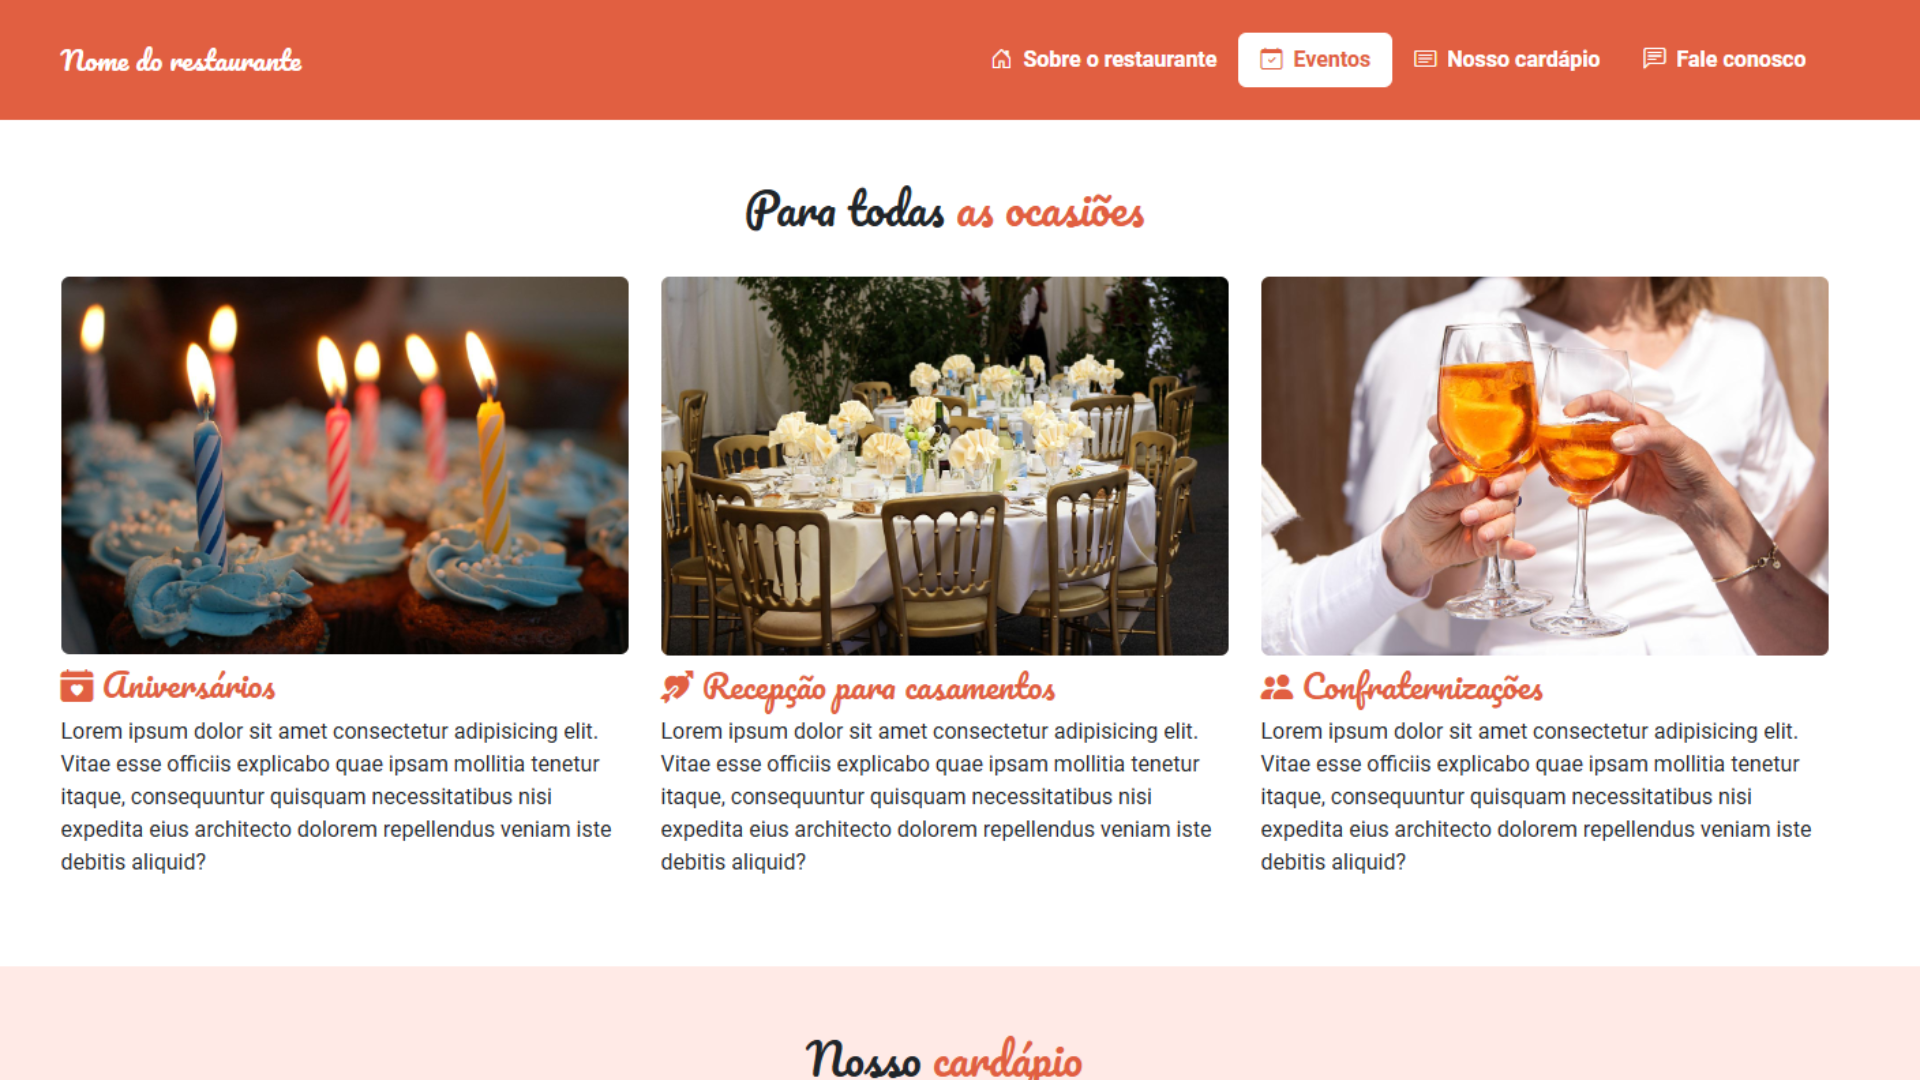 Nome do restaurante
Sobre o restaurante
Eventos
Nosso cardápio
Fale conosco
Para todas as ocasiões
Aniversários
Lorem ipsum dolor sit amet consectetur adipisicing elit.
Vitae esse officiis explicabo quae ipsam mollitia tenetur
itaque, consequuntur quisquam necessitatibus nisi
expedita eius architecto dolorem repellendus veniam iste
debitis aliquid?
Recepção para casamentos
Lorem ipsum dolor sit amet consectetur adipisicing elit.
Vitae esse officiis explicabo quae ipsam mollitia tenetur
itaque, consequuntur quisquam necessitatibus nisi
expedita eius architecto dolorem repellendus veniam iste
debitis aliquid?
Confraternizações
Lorem ipsum dolor sit amet consectetur adipisicing elit.
Vitae esse officiis explicabo quae ipsam mollitia tenetur
itaque, consequuntur quisquam necessitatibus nisi
expedita eius architecto dolorem repellendus veniam iste
debitis aliquid?
Nosso cardápio